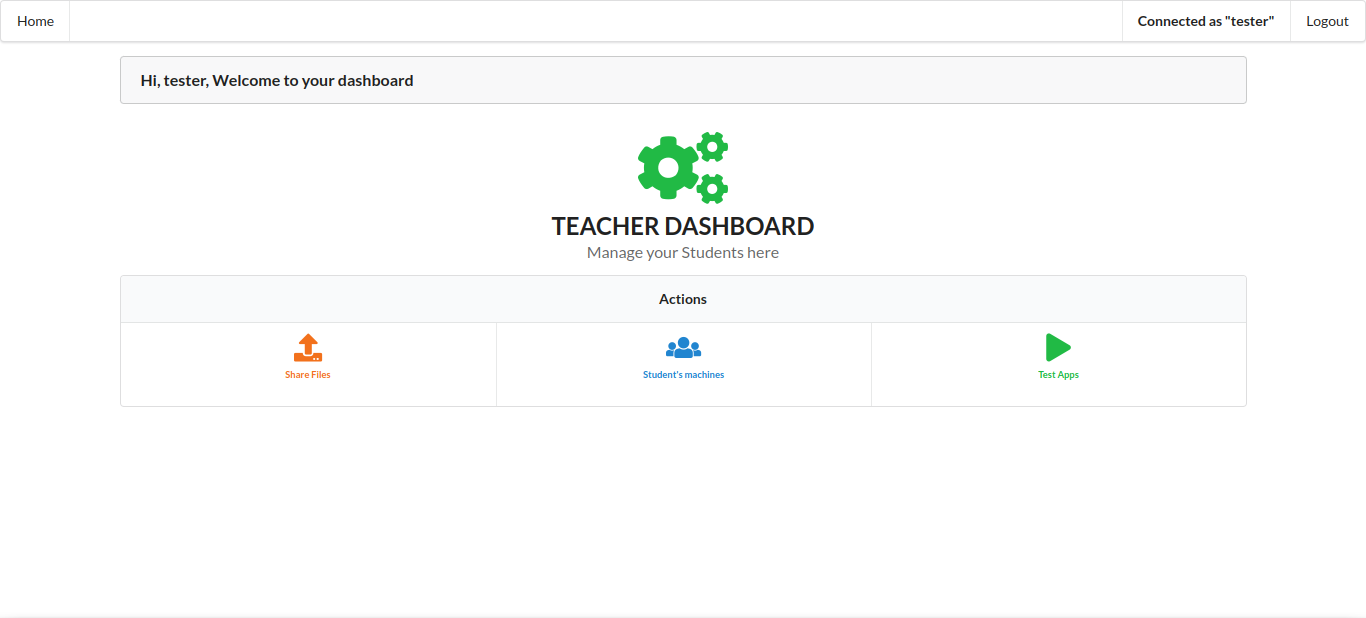 Home
Connected as "tester"
Logout
Hi, tester, Welcome to your dashboard
TEACHER DASHBOARD
Manage your Students here
Actions
Share Files
Student's machines
Test Apps